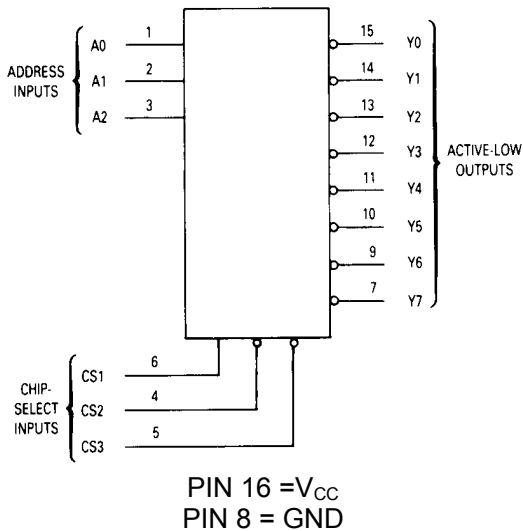 1 15
A0 Y0
2 14
ADDRESS A1 Y1
INPUTS
3 13
A2 Y2
12
Y3 ACTIVE-LOW
OUTPUTS
11
Y4
10
Y5
9
Y6
7
Y7
6
CS1
CHIP-
4
SELECT CS2
INPUTS
5
CS3
PIN 16 =VCC
PIN 8 = GND